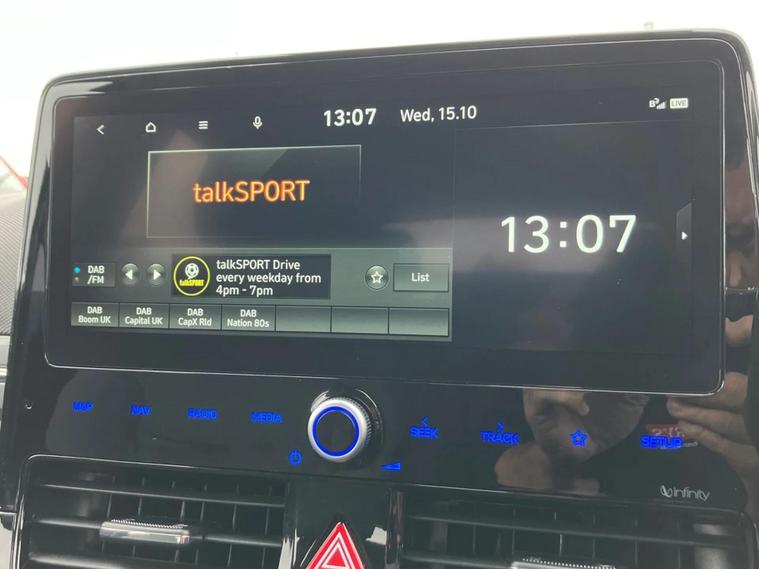 13:07 Wed, 15.10 LIVE
talkSPORT
13:07
DAB
/FM
talkSPORT
talkSPORT Drive
every weekday from
4pm - 7pm
List
DAB
Boom UK
DAB
Capital UK
DAB
CapX Rld
DAB
Nation 80s
MAP NAV RADIO MEDIA SEEK TRACK SETUP
Infinity